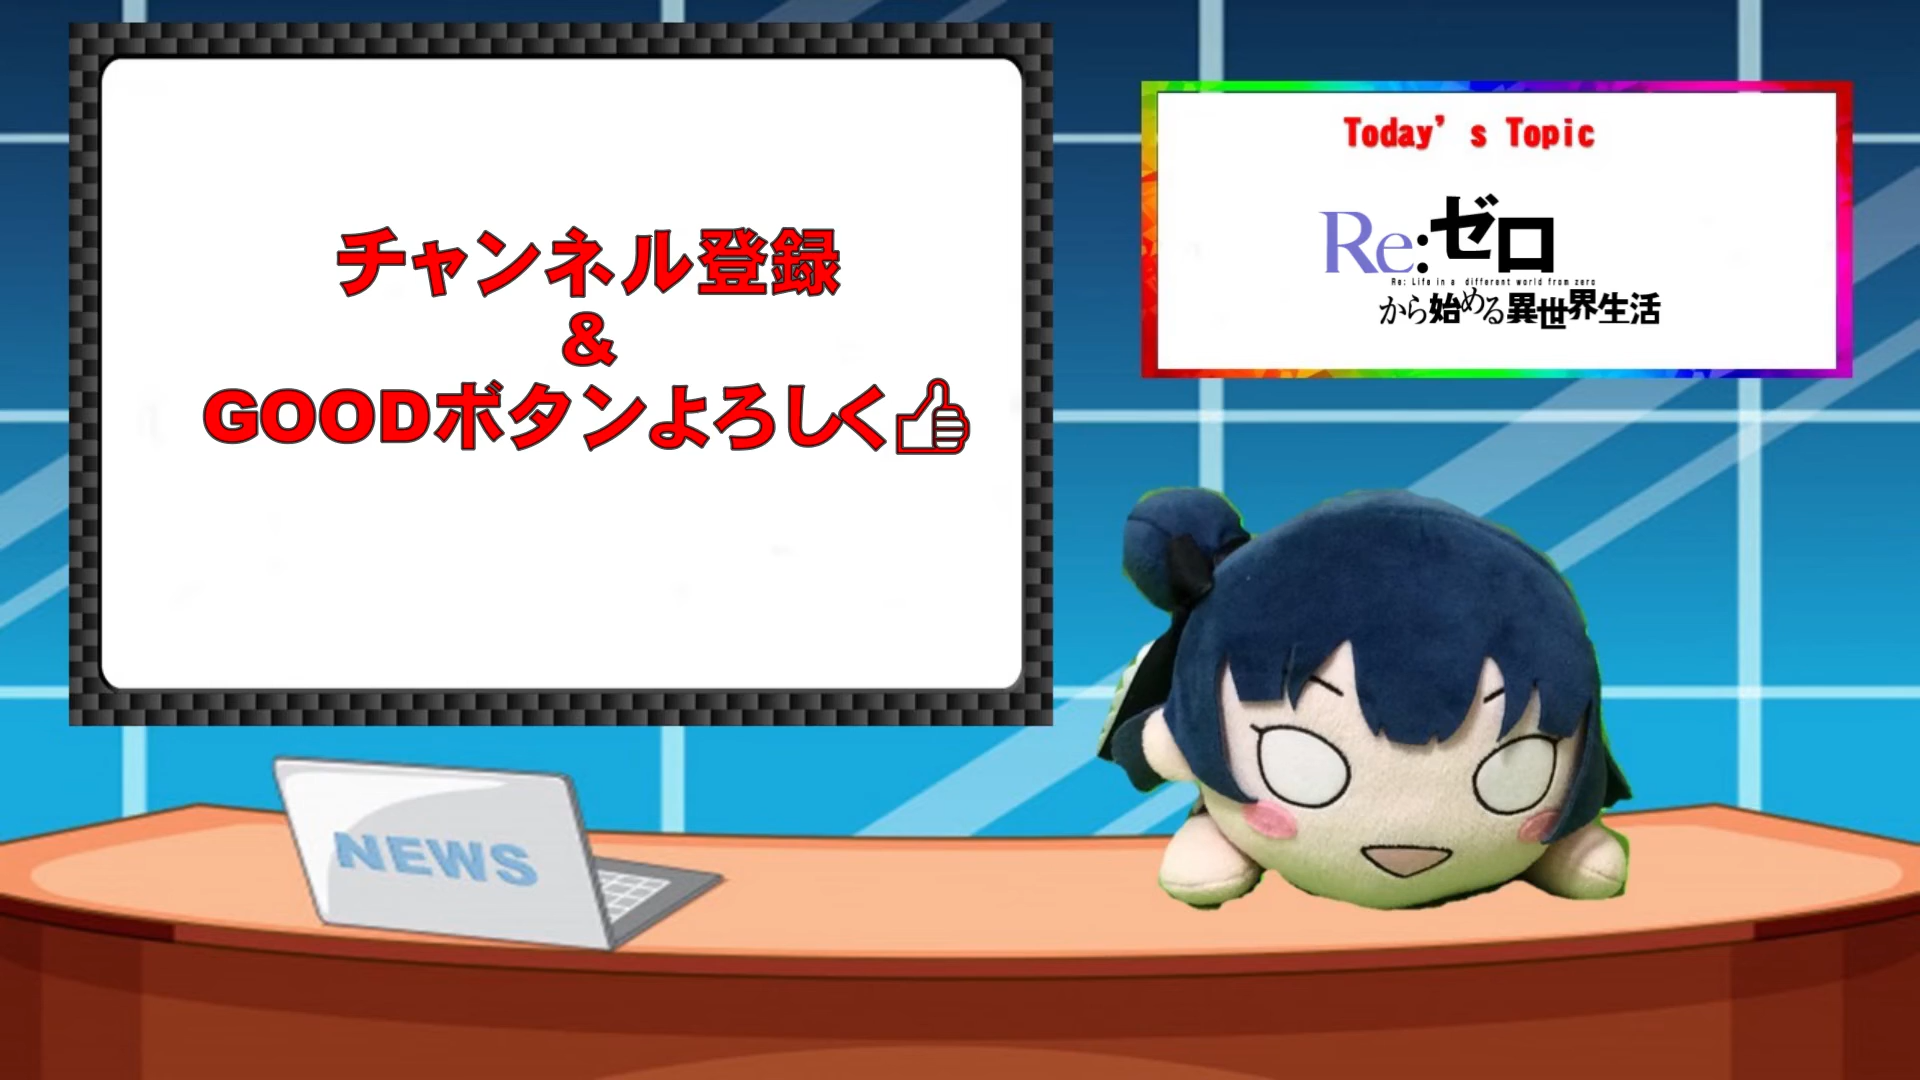 チャンネル登録
&
GOODボタンよろしく
Today's Topic
Re:ゼロ
Re: Life in a different world from zero
から始める異世界生活
NEWS